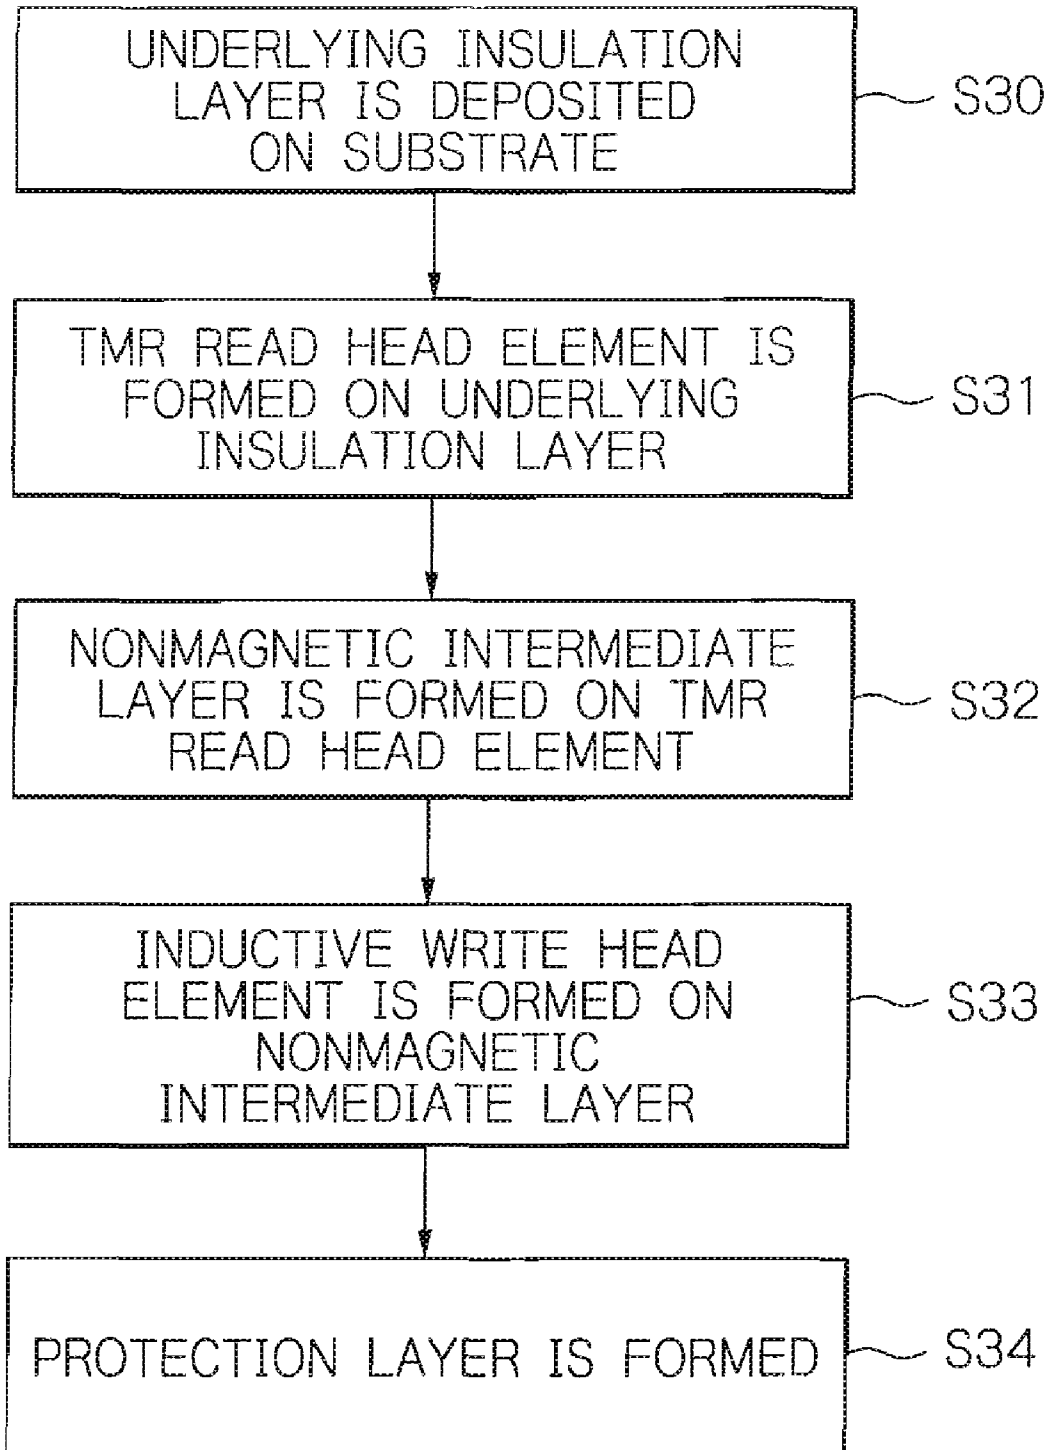 UNDERLYING INSULATION
LAYER IS DEPOSITED
ON SUBSTRATE
S30
TMR READ HEAD ELEMENT IS
FORMED ON UNDERLYING
INSULATION LAYER
S31
NONMAGNETIC INTERMEDIATE
LAYER IS FORMED ON TMR
READ HEAD ELEMENT
S32
INDUCTIVE WRITE HEAD
ELEMENT IS FORMED ON
NONMAGNETIC
INTERMEDIATE LAYER
S33
PROTECTION LAYER IS FORMED
S34